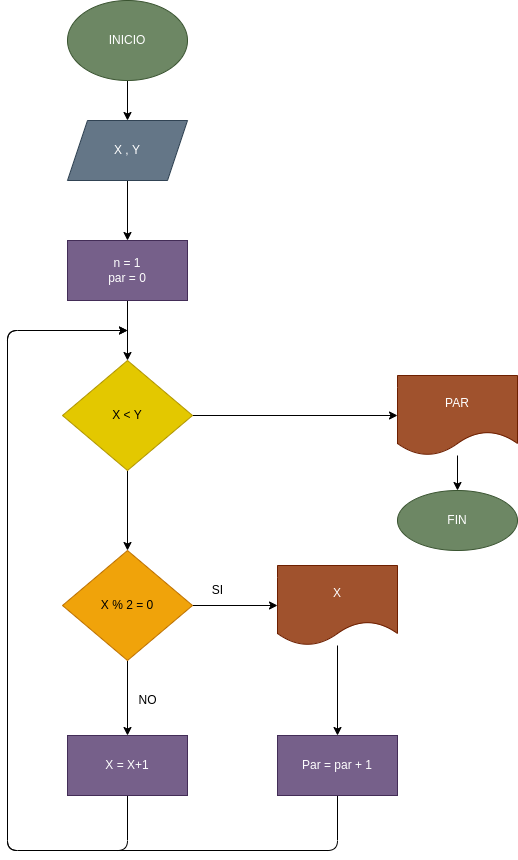 INICIO
X , Y
n = 1
par = 0
X < Y
PAR
FIN
X % 2 = 0
SI
X
NO
X = X+1
Par = par + 1